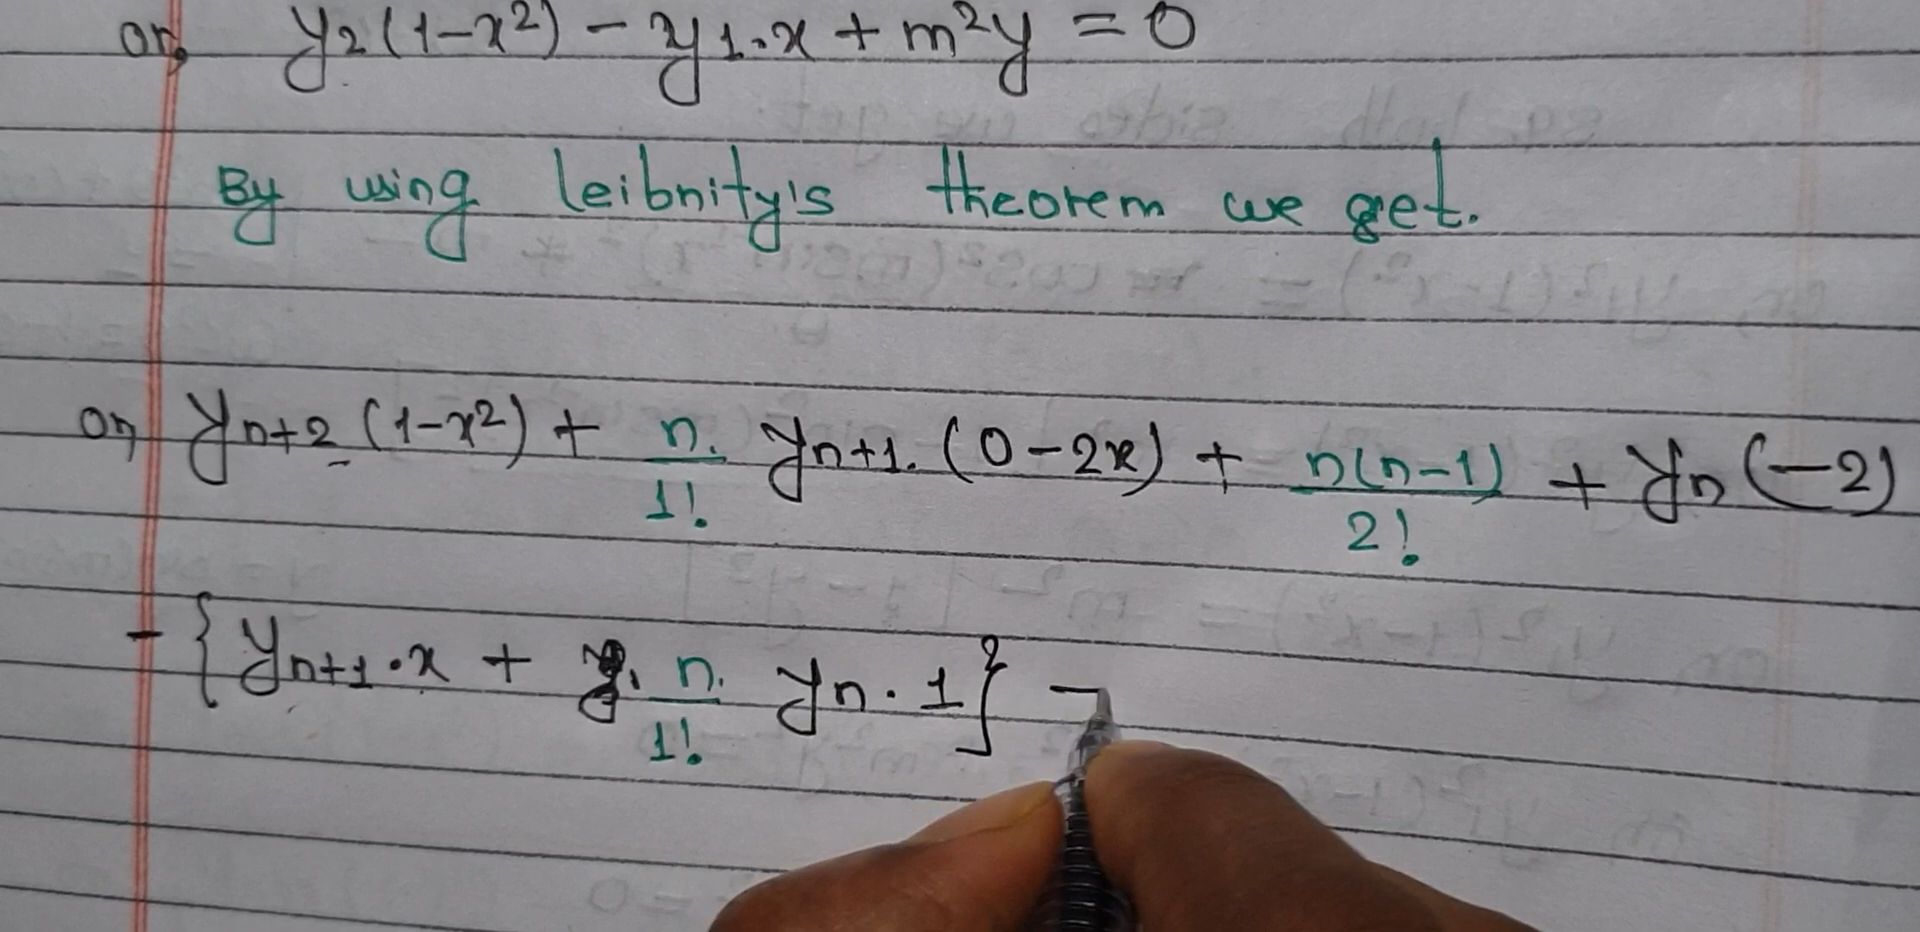 or, y₂(1-x²) - y₁.x + m²y = 0
By using leibnity's theorem we get.
or, yₙ₊₂ (1-x²) + n./1! yₙ₊₁. (0-2x) + n(n-1)/2! + yₙ (-2)
- { yₙ₊₁.x + n./1! yₙ.1 } -